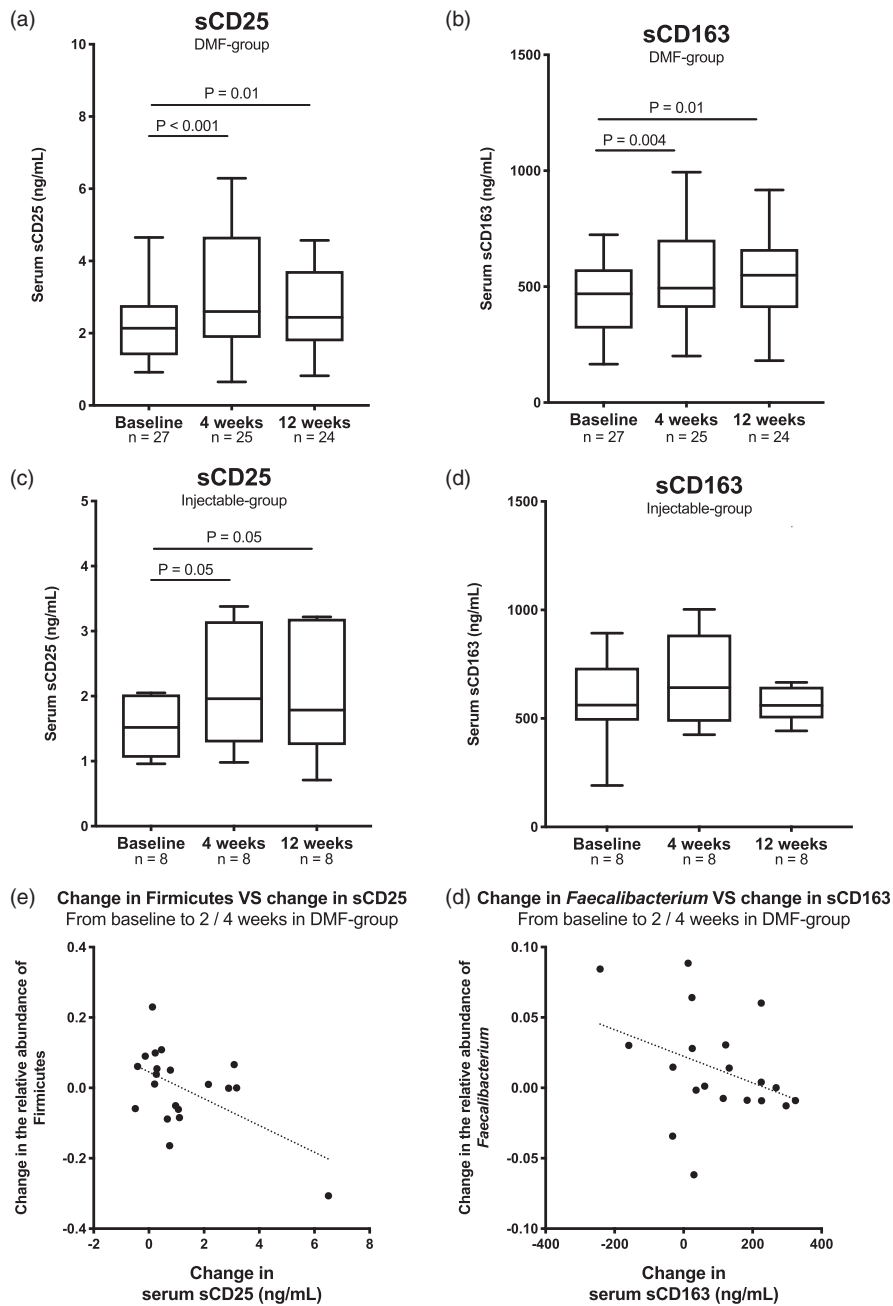 (a)
sCD25
DMF-group
10
8
6
4
2
0
Serum sCD25 (ng/mL)
P = 0.01
P < 0.001
Baseline 4 weeks 12 weeks
n = 27 n = 25 n = 24
(b)
sCD163
DMF-group
1500
1000
500
0
Serum sCD163 (ng/mL)
P = 0.01
P = 0.004
Baseline 4 weeks 12 weeks
n = 27 n = 25 n = 24
(c)
sCD25
Injectable-group
5
4
3
2
1
0
Serum sCD25 (ng/mL)
P = 0.05
P = 0.05
Baseline 4 weeks 12 weeks
n = 8 n = 8 n = 8
(d)
sCD163
Injectable-group
1500
1000
500
0
Serum sCD163 (ng/mL)
Baseline 4 weeks 12 weeks
n = 8 n = 8 n = 8
(e) Change in Firmicutes VS change in sCD25
From baseline to 2 / 4 weeks in DMF-group
0.4
0.2
0.0
-0.2
-0.4
Change in the relative abundance of
Firmicutes
-2 0 2 4 6 8
Change in
serum sCD25 (ng/mL)
(d) Change in Faecalibacterium VS change in sCD163
From baseline to 2 / 4 weeks in DMF-group
0.10
0.05
0.00
-0.05
-0.10
Change in the relative abundance of
Faecalibacterium
-400 -200 0 200 400
Change in
serum sCD163 (ng/mL)